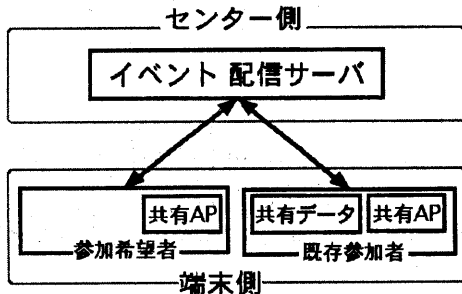 センター側
イベント 配信サーバ
共有AP
共有データ
共有AP
参加希望者
既存参加者
端末側